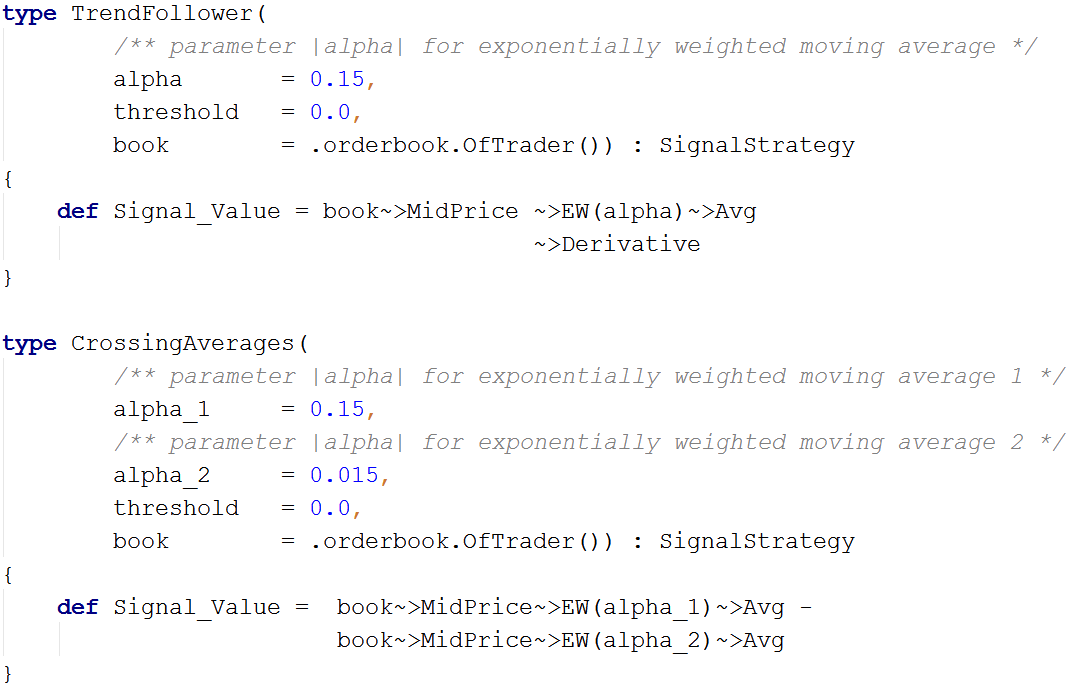 type TrendFollower(
        /** parameter |alpha| for exponentially weighted moving average */
        alpha       = 0.15,
        threshold   = 0.0,
        book        = .orderbook.OfTrader()) : SignalStrategy
{
    def Signal_Value = book~>MidPrice ~>EW(alpha)~>Avg
                                      ~>Derivative
}

type CrossingAverages(
        /** parameter |alpha| for exponentially weighted moving average 1 */
        alpha_1     = 0.15,
        /** parameter |alpha| for exponentially weighted moving average 2 */
        alpha_2     = 0.015,
        threshold   = 0.0,
        book        = .orderbook.OfTrader()) : SignalStrategy
{
    def Signal_Value =  book~>MidPrice~>EW(alpha_1)~>Avg -
                        book~>MidPrice~>EW(alpha_2)~>Avg
}